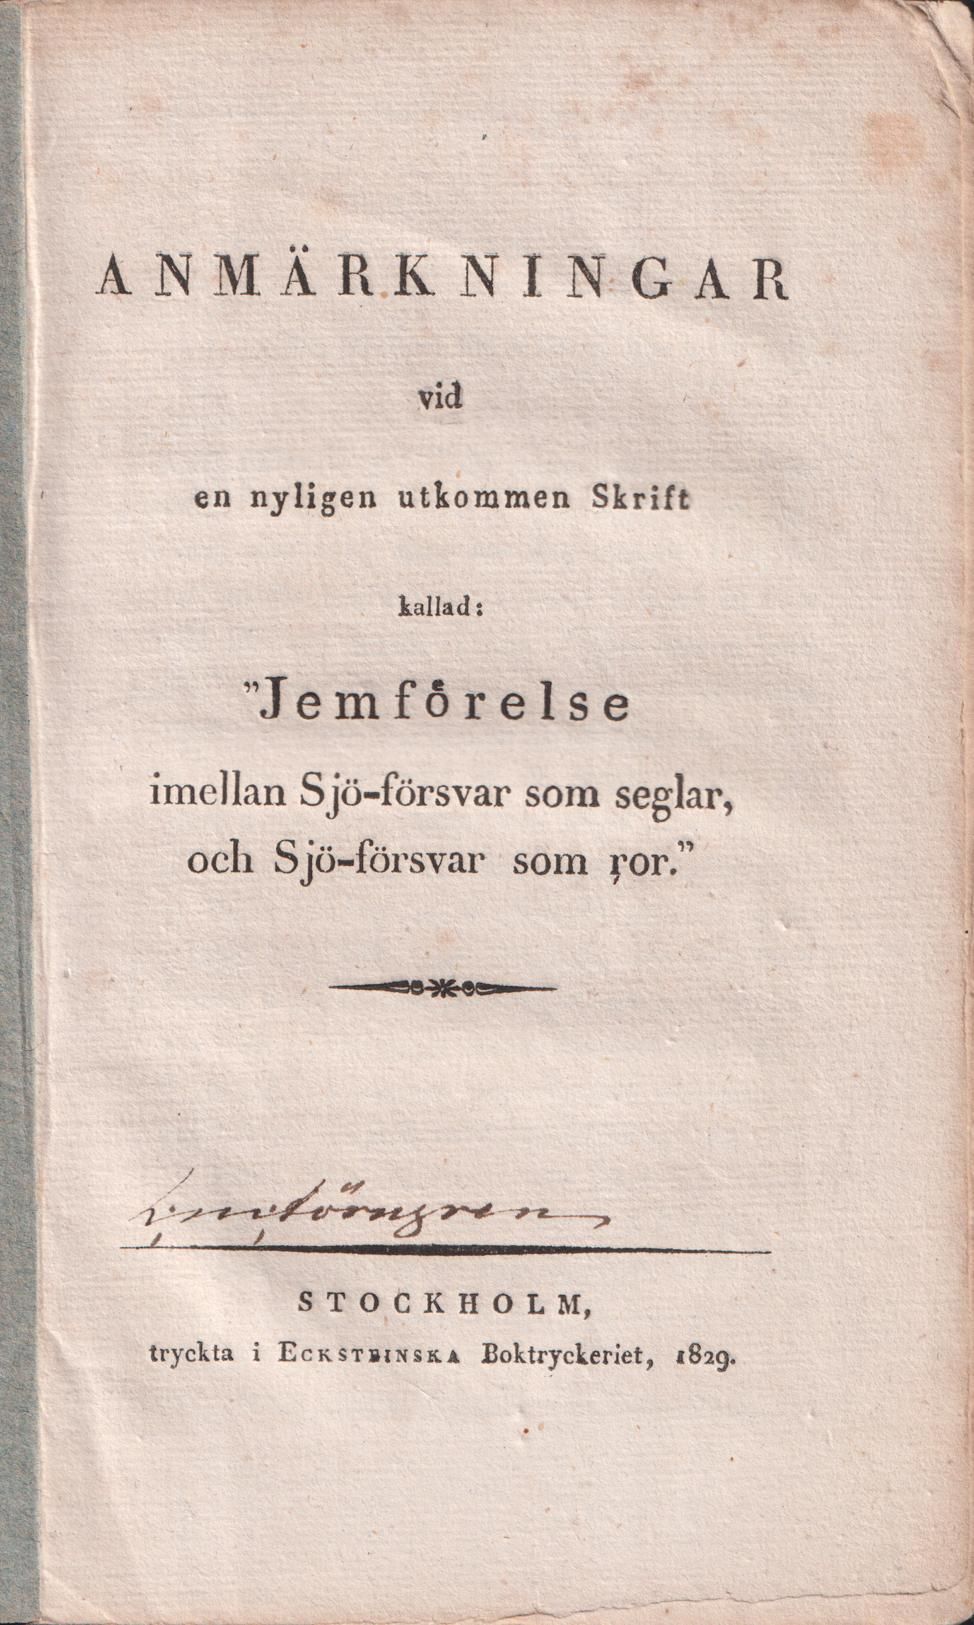 ANMÄRKNINGAR
vid
en nyligen utkommen Skrift
kallad:
”Jemförelse
imellan Sjö-försvar som seglar,
och Sjö-försvar som ror.”
STOCKHOLM,
tryckta i ECKSTEINSKA Boktryckeriet, 1829.